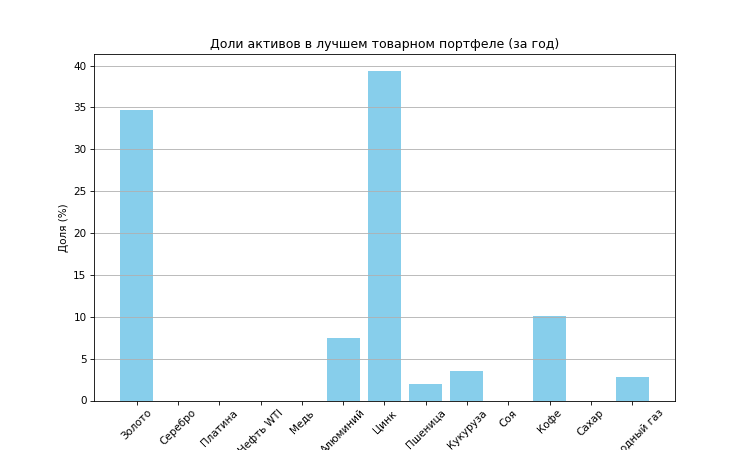 Доли активов в лучшем товарном портфеле (за год)
Доля (%)
40
35
30
25
20
15
10
5
0
Золото
Серебро
Платина
Нефть WTI
Медь
Алюминий
Цинк
Пшеница
Кукуруза
Соя
Кофе
Сахар
газ